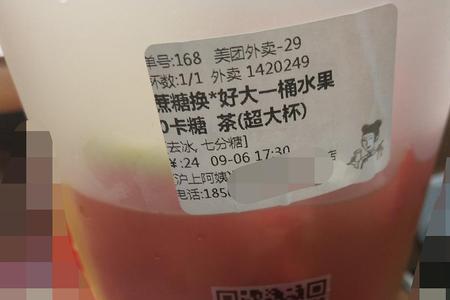 单号:168 美团外卖-29
杯数:1/1 外卖 1420249
蔗糖换*好大一桶水果
0卡糖 茶(超大杯)
去冰,七分糖]
¥:24 09-06 17:30
沪上阿姨 店
电话:185